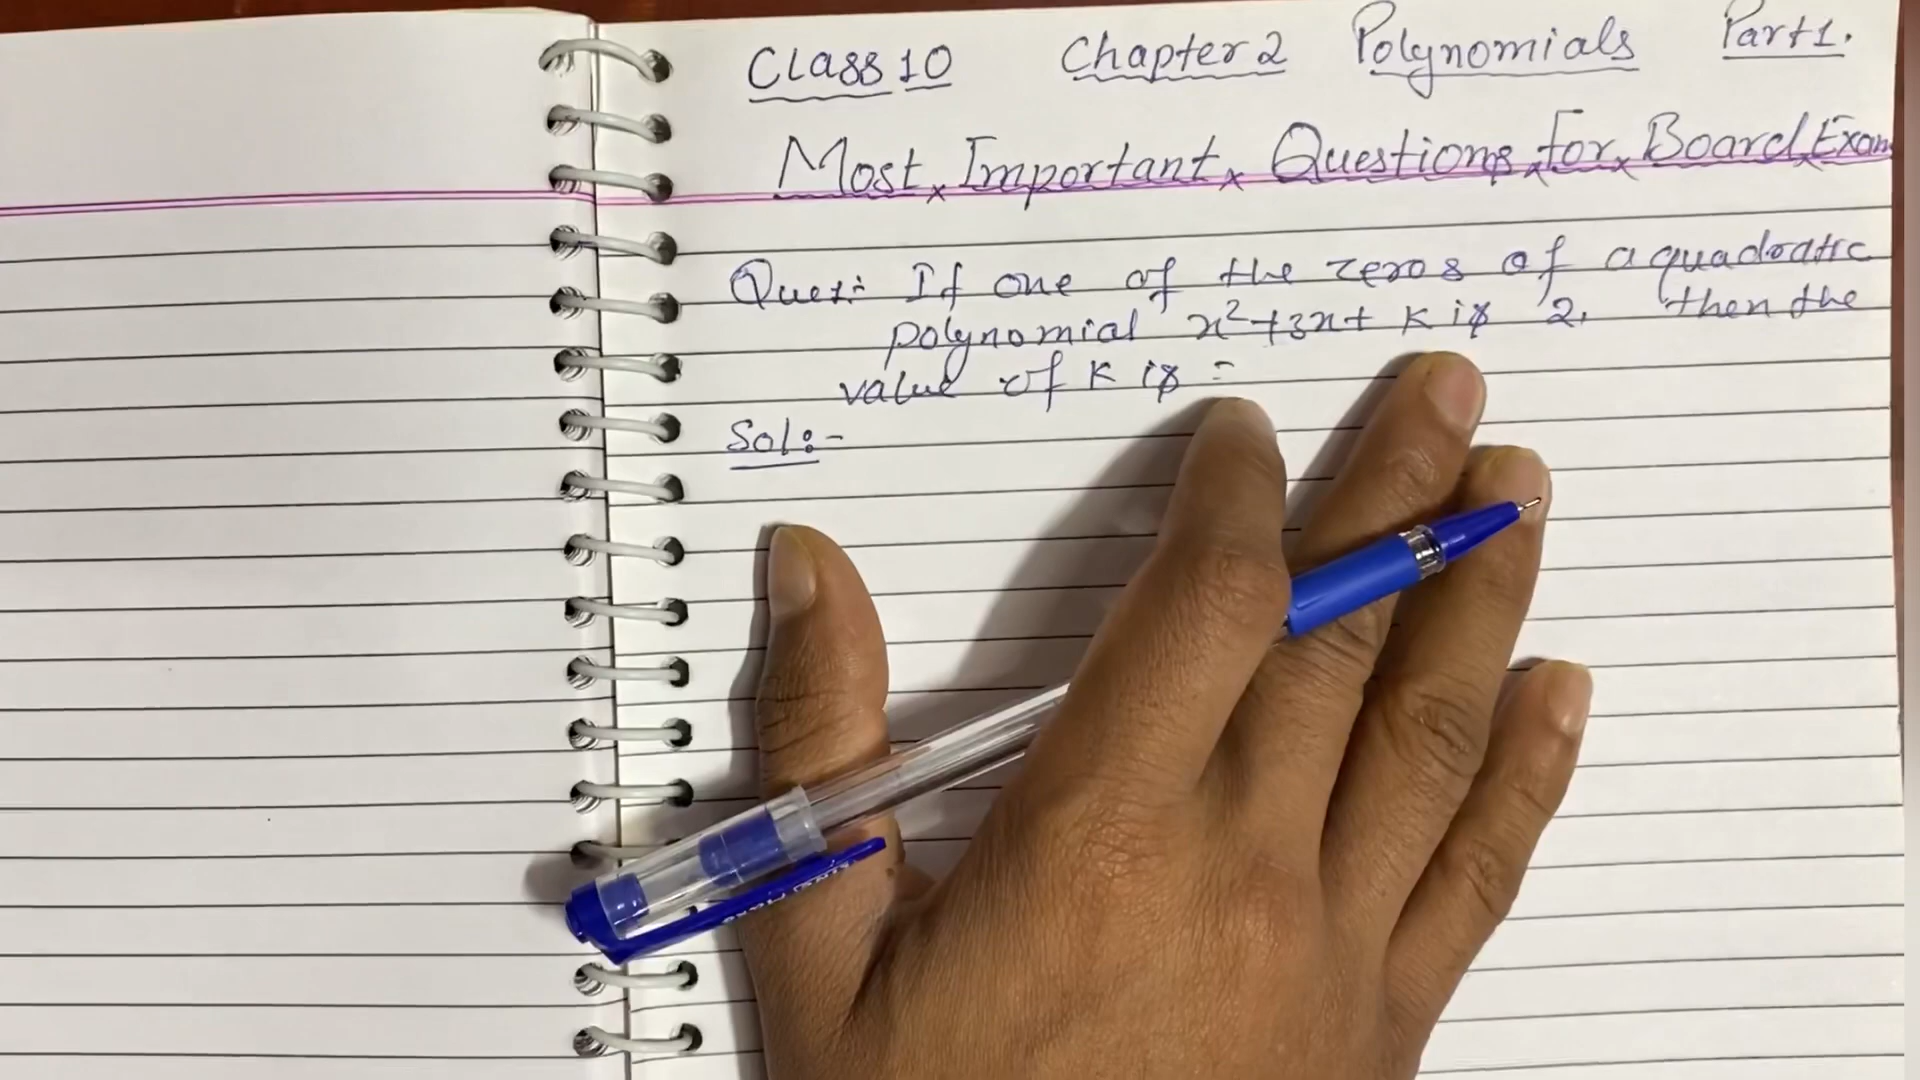 Class 10 Chapter 2 Polynomials Part 1.
Most Important Questions For Board Exam
Ques1:- If one of the zeros of a quadratic
polynomial x²+3x+ K is 2, then the
value of K is =
Sol:-